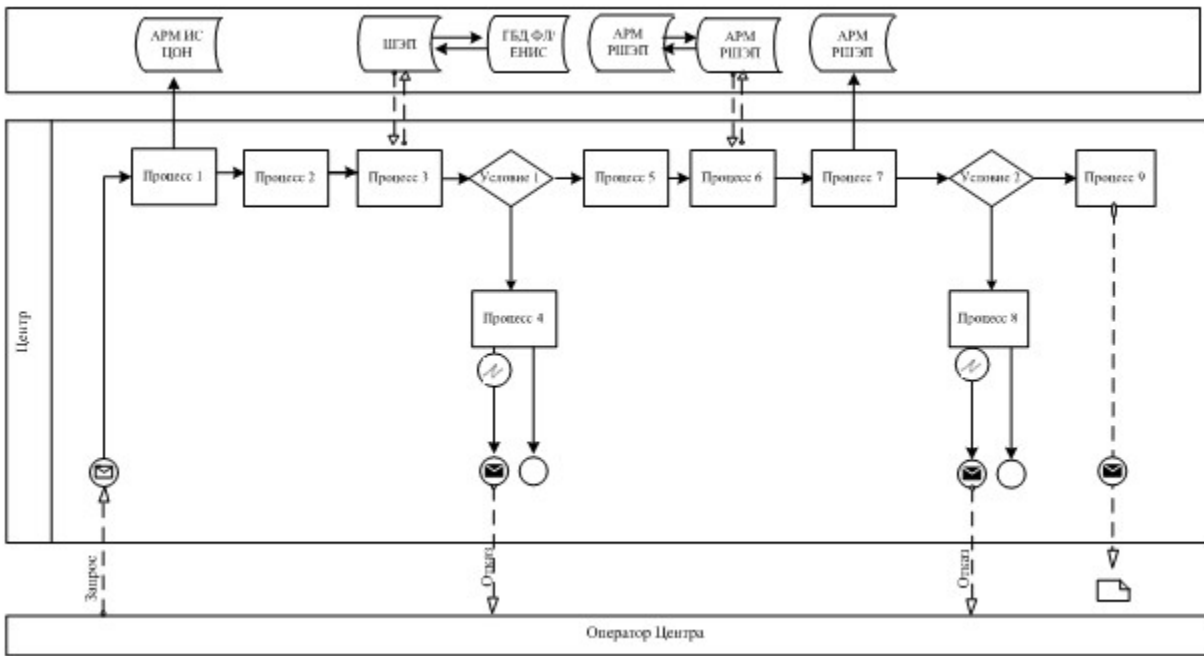 АРМ ИС
ЦОН
ШЭП
ГБД ФЛ/
ЕНИС
АРМ
РШЭП
АРМ
РШЭП
АРМ
РШЭП
Процесс 1
Процесс 2
Процесс 3
Условие 1
Процесс 5
Процесс 6
Процесс 7
Условие 2
Процесс 9
Процесс 4
Процесс 8
Центр
Запрос
Отказ
Отказ
Оператор Центра